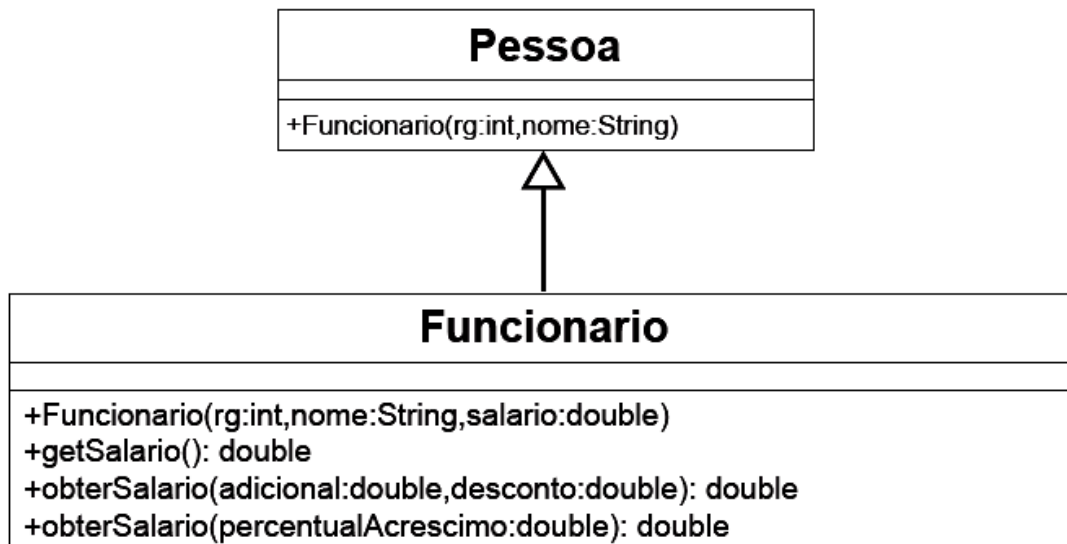 Pessoa
+Funcionario(rg:int,nome:String)
Funcionario
+Funcionario(rg:int,nome:String,salario:double)
+getSalario(): double
+obterSalario(adicional:double,desconto:double): double
+obterSalario(percentualAcrescimo:double): double